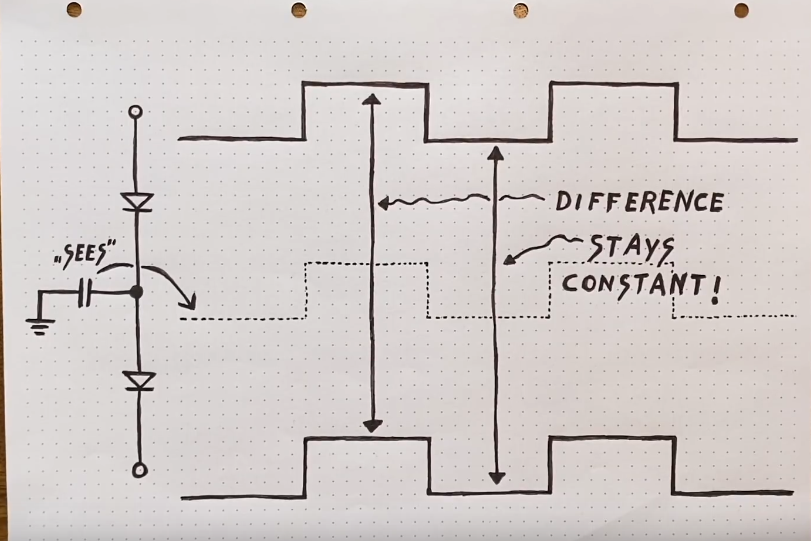 „SEES"
DIFFERENCE
STAYS
CONSTANT!